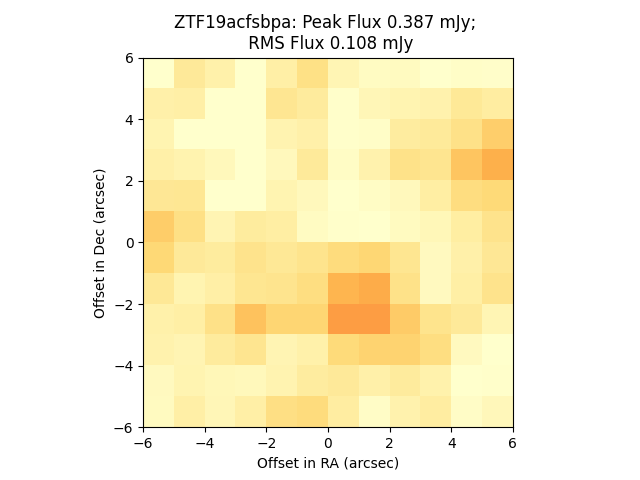 ZTF19acfsbpa: Peak Flux 0.387 mJy;
RMS Flux 0.108 mJy
6
4
2
0
−2
−4
−6
Offset in Dec (arcsec)
−6 −4 −2 0 2 4 6
Offset in RA (arcsec)